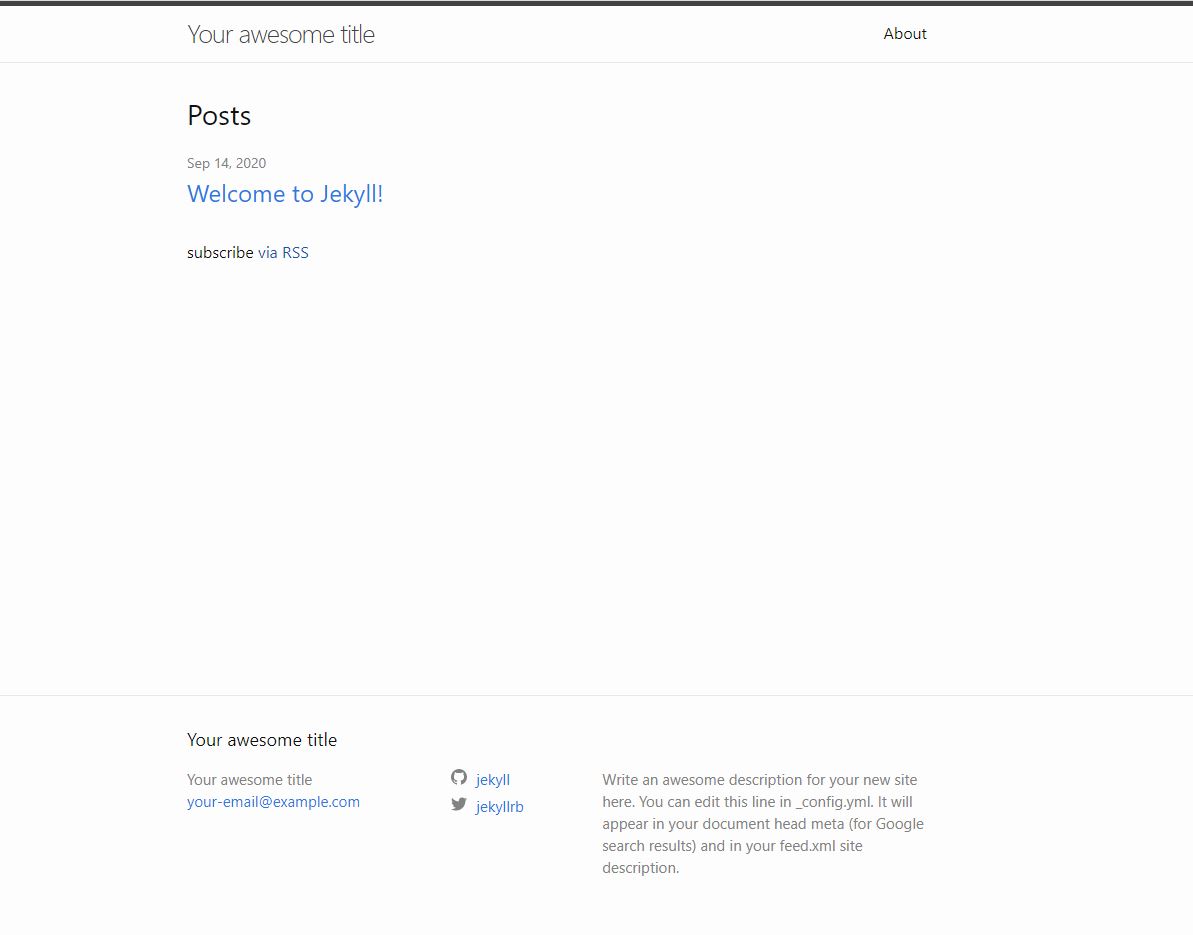 Your awesome title
About
Posts
Sep 14, 2020
Welcome to Jekyll!
subscribe via RSS
Your awesome title
Your awesome title
your-email@example.com
jekyll
jekyllrb
Write an awesome description for your new site
here. You can edit this line in _config.yml. It will
appear in your document head meta (for Google
search results) and in your feed.xml site
description.